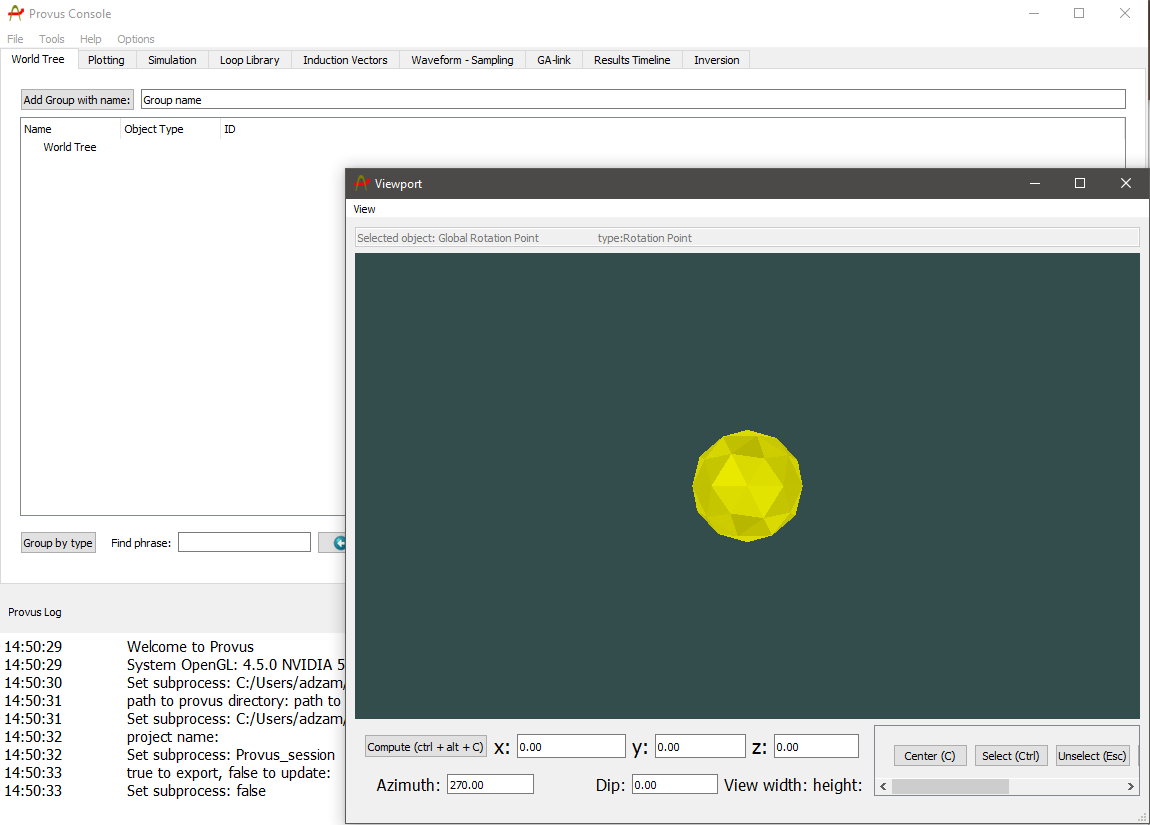 Provus Console
File Tools Help Options
World Tree Plotting Simulation Loop Library Induction Vectors Waveform - Sampling GA-link Results Timeline Inversion
Add Group with name: Group name
Name Object Type ID
World Tree
Viewport
View
Selected object: Global Rotation Point type:Rotation Point
Group by type Find phrase:
Provus Log
14:50:29 Welcome to Provus
14:50:29 System OpenGL: 4.5.0 NVIDIA 5
14:50:30 Set subprocess: C:/Users/adzam/
14:50:31 path to provus directory: path to
14:50:31 Set subprocess: C:/Users/adzam/
14:50:32 project name:
14:50:32 Set subprocess: Provus_session
14:50:33 true to export, false to update:
14:50:33 Set subprocess: false
Compute (ctrl + alt + C) x: 0.00 y: 0.00 z: 0.00
Azimuth: 270.00 Dip: 0.00 View width: height:
Center (C) Select (Ctrl) Unselect (Esc)